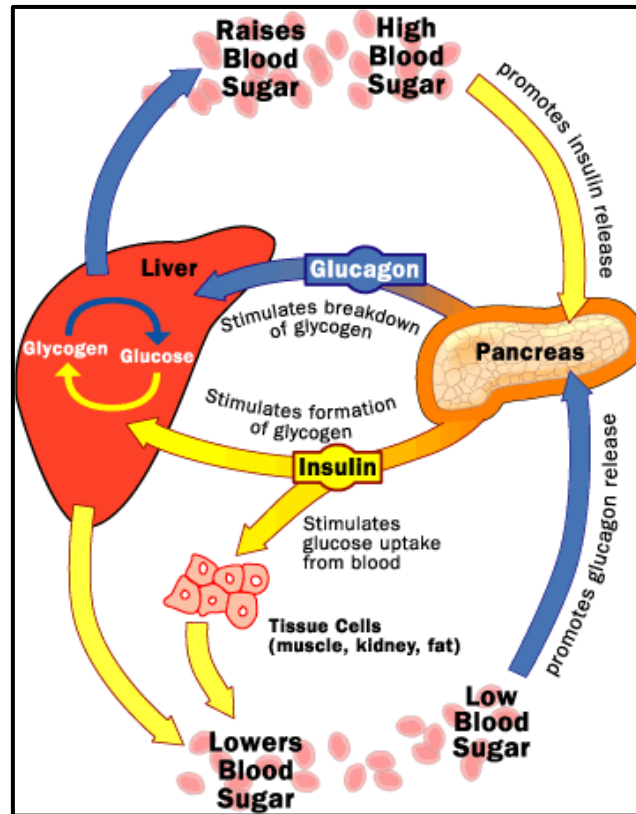 Raises
Blood
Sugar
High
Blood
Sugar
promotes insulin release
Liver
Glucagon
Stimulates breakdown
of glycogen
Glycogen
Glucose
Pancreas
Stimulates formation
of glycogen
Insulin
Stimulates
glucose uptake
from blood
promotes glucagon release
Tissue Cells
(muscle, kidney, fat)
Low
Blood
Sugar
Lowers
Blood
Sugar